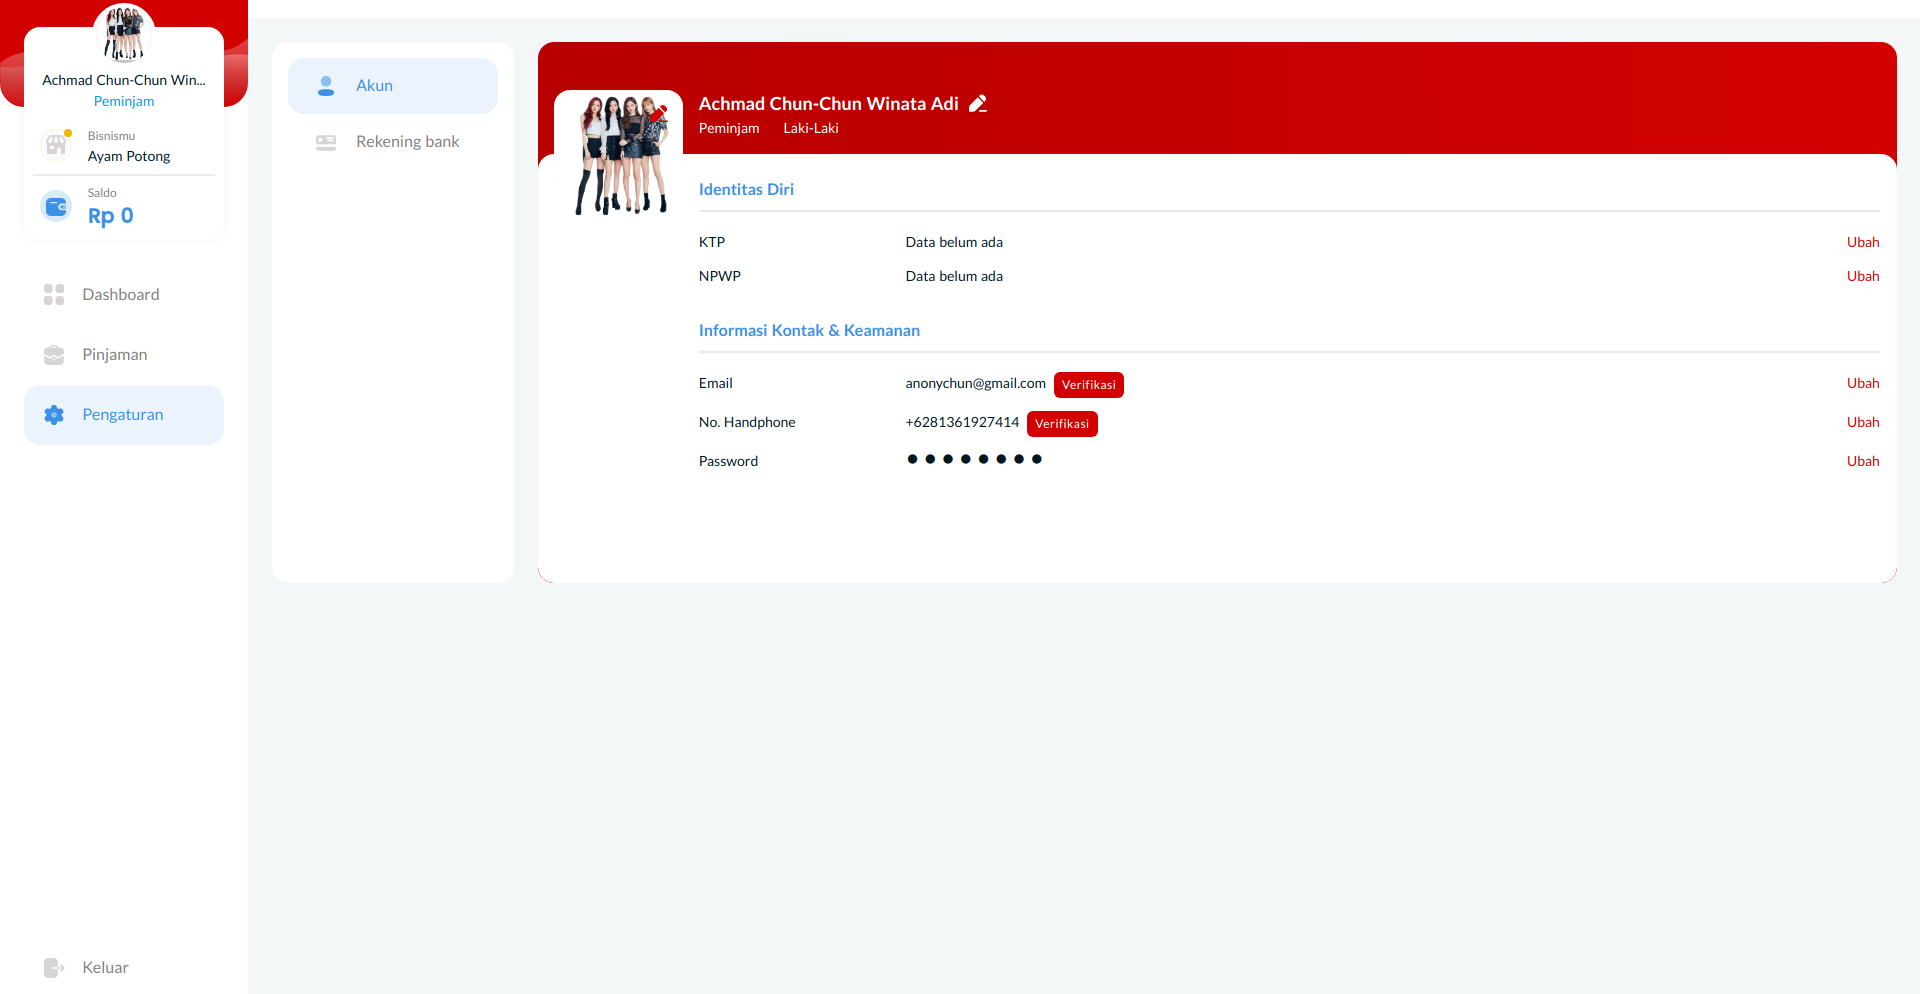 Achmad Chun-Chun Win...
Peminjam
Bisnismu
Ayam Potong
Saldo
Rp 0
Dashboard
Pinjaman
Pengaturan
Keluar
Akun
Rekening bank
Achmad Chun-Chun Winata Adi
Peminjam Laki-Laki
Identitas Diri
KTP Data belum ada Ubah
NPWP Data belum ada Ubah
Informasi Kontak & Keamanan
Email anonychun@gmail.com Verifikasi Ubah
No. Handphone +6281361927414 Verifikasi Ubah
Password ●●●●●●●● Ubah